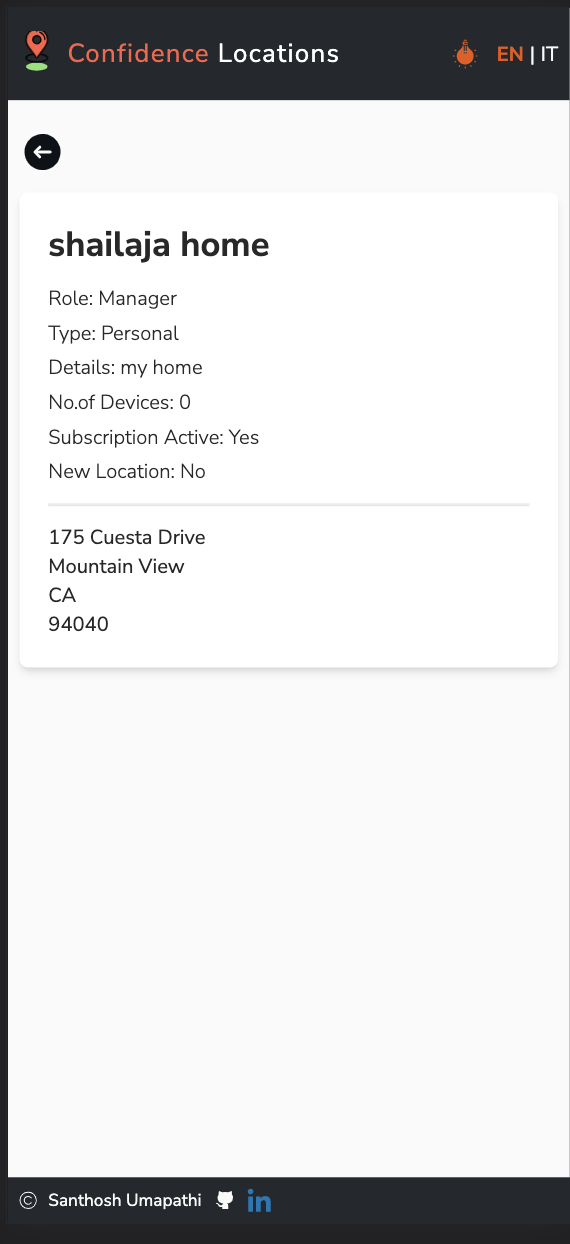 Confidence Locations
EN | IT
shailaja home
Role: Manager
Type: Personal
Details: my home
No.of Devices: 0
Subscription Active: Yes
New Location: No
175 Cuesta Drive
Mountain View
CA
94040
© Santhosh Umapathi in